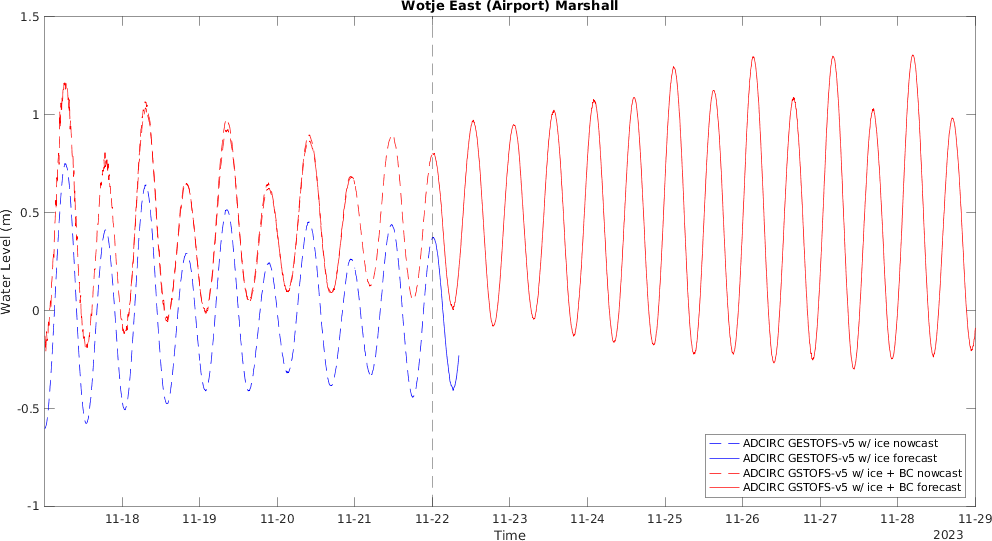 Wotje East (Airport) Marshall
1.5
1
0.5
0
-0.5
-1
Water Level (m)
ADCIRC GESTOFS-v5 w/ ice nowcast
ADCIRC GESTOFS-v5 w/ ice forecast
ADCIRC GSTOFS-v5 w/ ice + BC nowcast
ADCIRC GSTOFS-v5 w/ ice + BC forecast
11-18 11-19 11-20 11-21 11-22 11-23 11-24 11-25 11-26 11-27 11-28 11-29
Time
2023